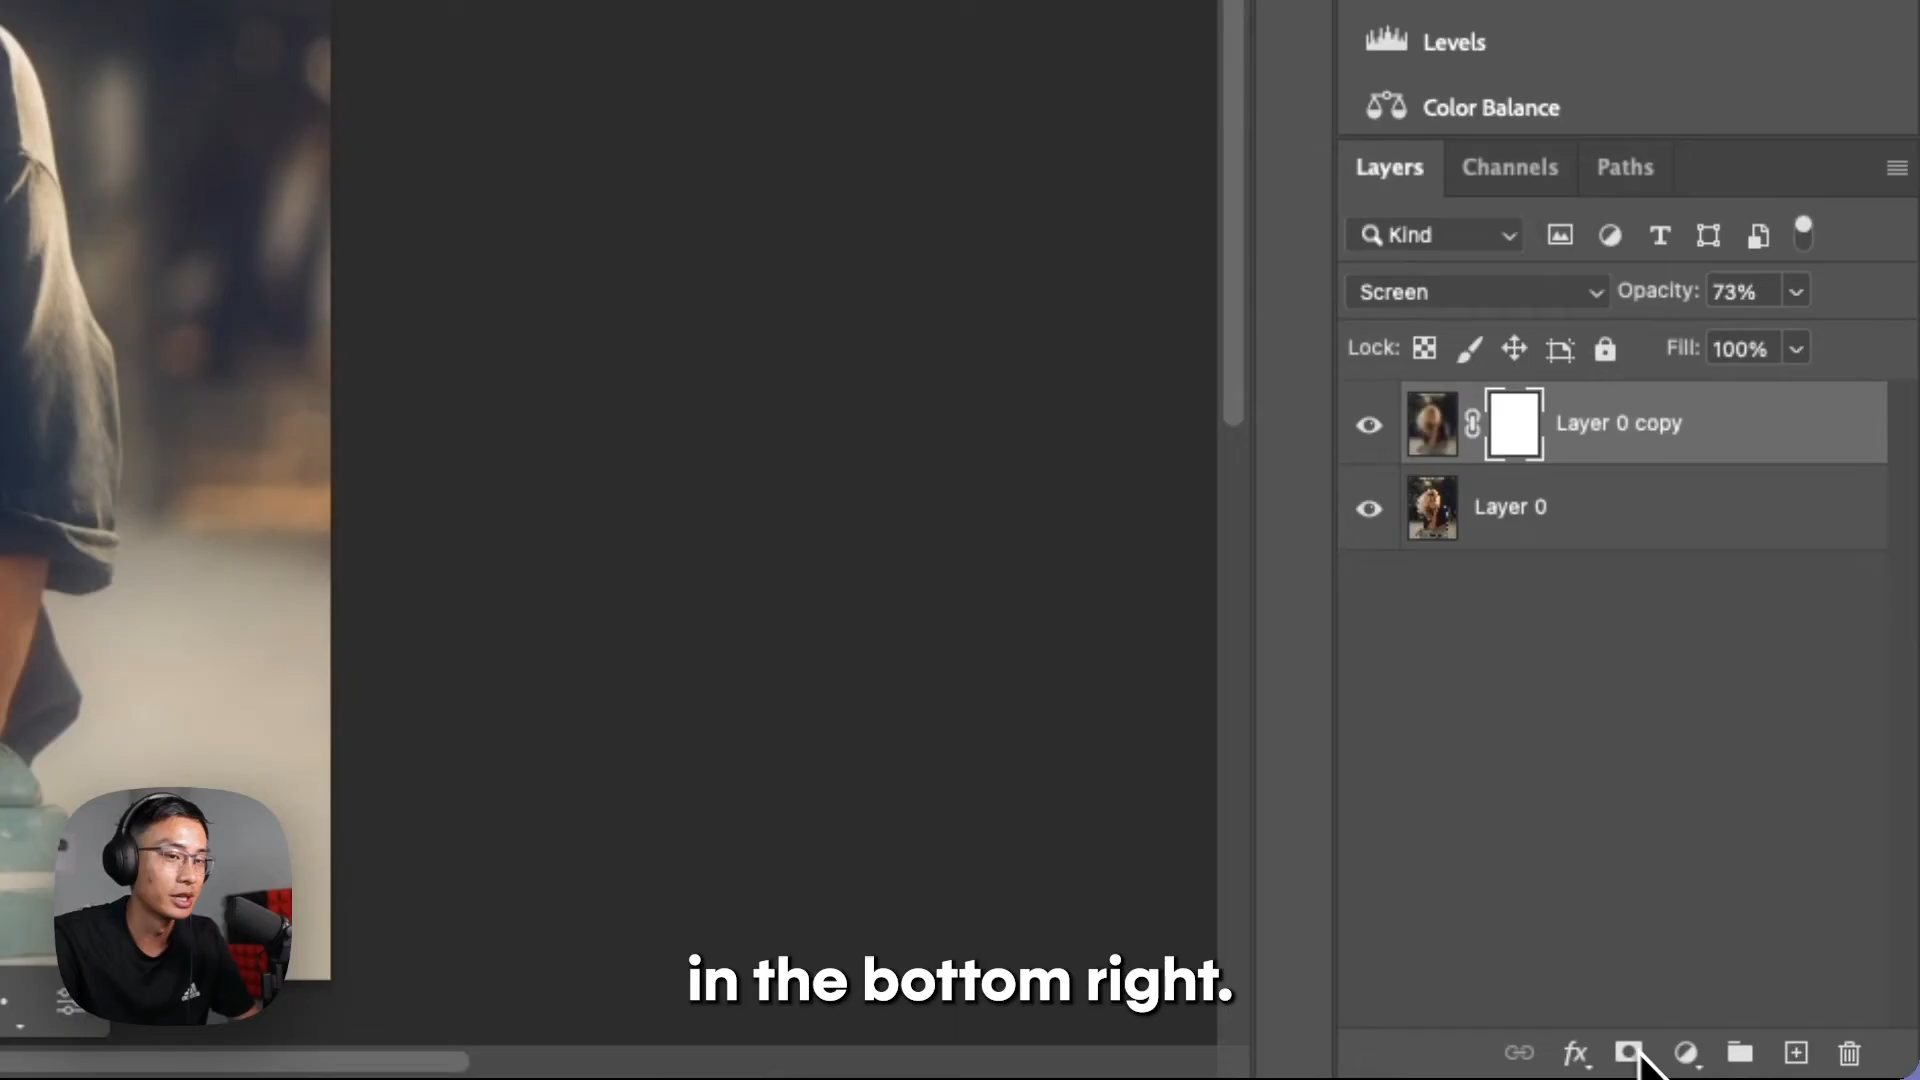 Levels
Color Balance
Layers Channels Paths
Kind T
Screen Opacity: 73%
Lock: Fill: 100%
Layer 0 copy
Layer 0
in the bottom right.
fx